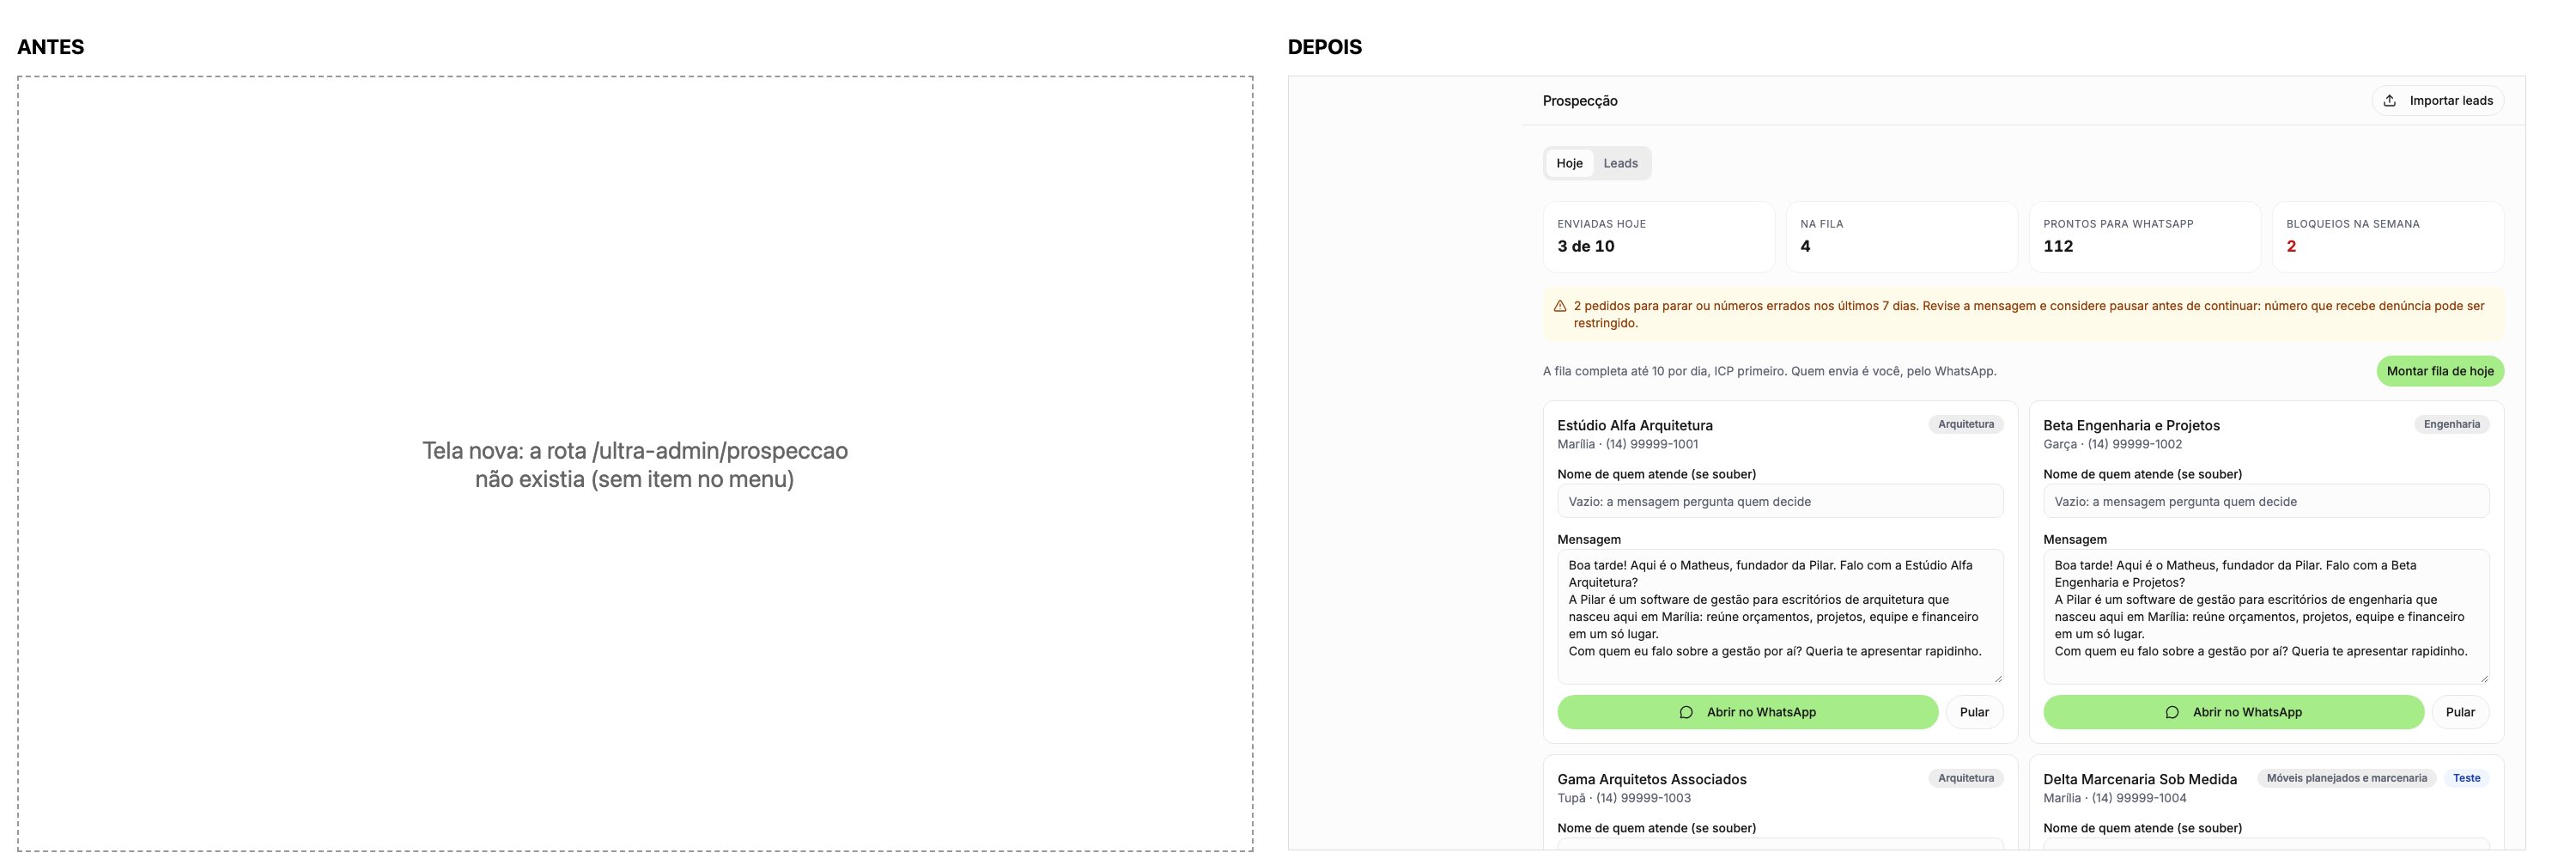 ANTES
Tela nova: a rota /ultra-admin/prospeccao
não existia (sem item no menu)
DEPOIS
Prospecção
Importar leads
Hoje
Leads
ENVIADAS HOJE
3 de 10
NA FILA
4
PRONTOS PARA WHATSAPP
112
BLOQUEIOS NA SEMANA
2
2 pedidos para parar ou números errados nos últimos 7 dias. Revise a mensagem e considere pausar antes de continuar: número que recebe denúncia pode ser
restringido.
A fila completa até 10 por dia, ICP primeiro. Quem envia é você, pelo WhatsApp.
Montar fila de hoje
Estúdio Alfa Arquitetura
Arquitetura
Marília · (14) 99999-1001
Nome de quem atende (se souber)
Vazio: a mensagem pergunta quem decide
Mensagem
Boa tarde! Aqui é o Matheus, fundador da Pilar. Falo com a Estúdio Alfa
Arquitetura?
A Pilar é um software de gestão para escritórios de arquitetura que
nasceu aqui em Marília: reúne orçamentos, projetos, equipe e financeiro
em um só lugar.
Com quem eu falo sobre a gestão por aí? Queria te apresentar rapidinho.
Abrir no WhatsApp
Pular
Beta Engenharia e Projetos
Engenharia
Garça · (14) 99999-1002
Nome de quem atende (se souber)
Vazio: a mensagem pergunta quem decide
Mensagem
Boa tarde! Aqui é o Matheus, fundador da Pilar. Falo com a Beta
Engenharia e Projetos?
A Pilar é um software de gestão para escritórios de engenharia que
nasceu aqui em Marília: reúne orçamentos, projetos, equipe e financeiro
em um só lugar.
Com quem eu falo sobre a gestão por aí? Queria te apresentar rapidinho.
Abrir no WhatsApp
Pular
Gama Arquitetos Associados
Arquitetura
Tupã · (14) 99999-1003
Nome de quem atende (se souber)
Delta Marcenaria Sob Medida
Móveis planejados e marcenaria
Teste
Marília · (14) 99999-1004
Nome de quem atende (se souber)